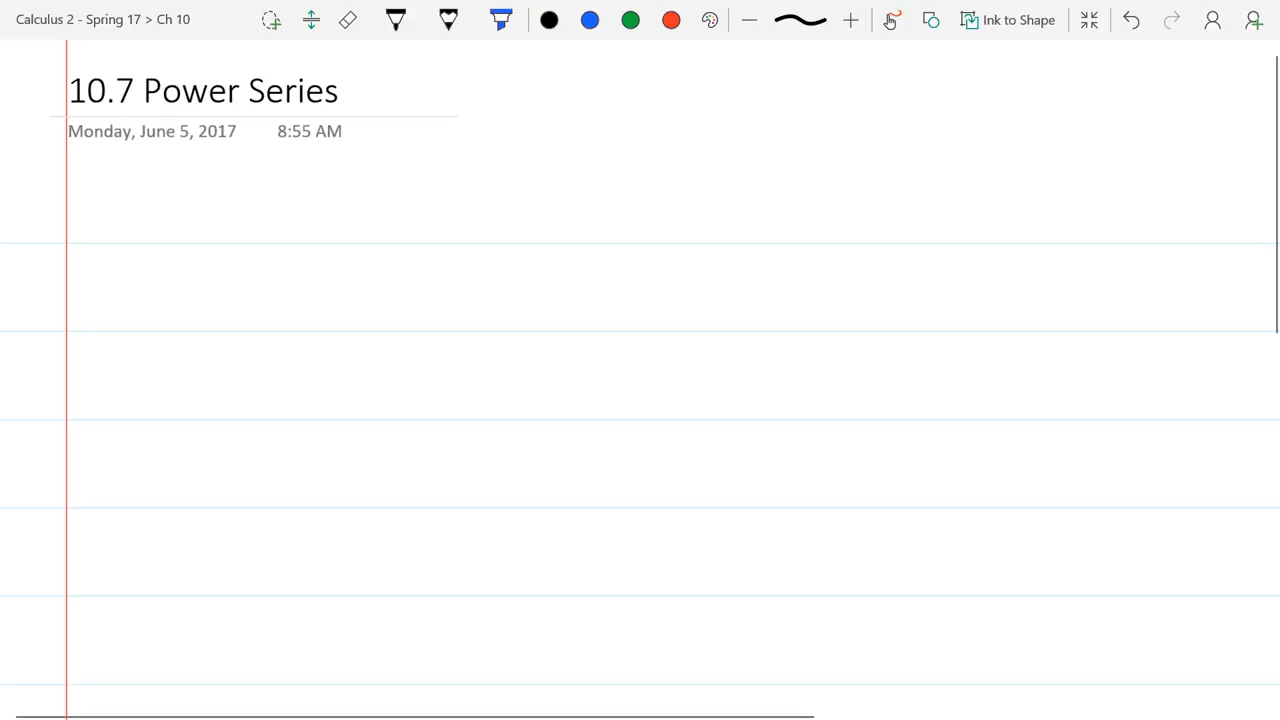 Calculus 2 - Spring 17 > Ch 10
Ink to Shape
10.7 Power Series
Monday, June 5, 2017 8:55 AM